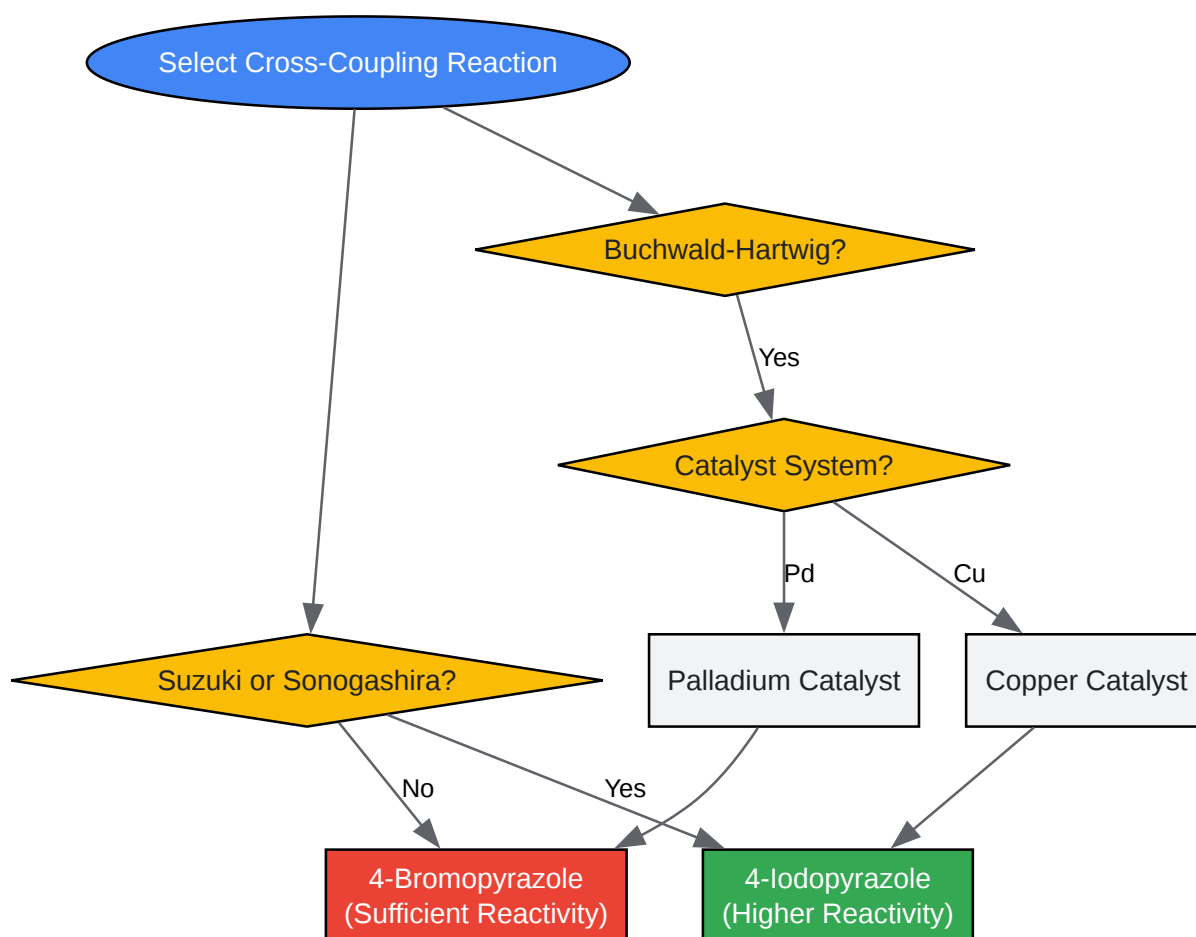 Select Cross-Coupling Reaction
Buchwald-Hartwig?
Yes
Catalyst System?
Pd
Cu
Suzuki or Sonogashira?
Palladium Catalyst
Copper Catalyst
No
Yes
4-Bromopyrazole
(Sufficient Reactivity)
4-Iodopyrazole
(Higher Reactivity)